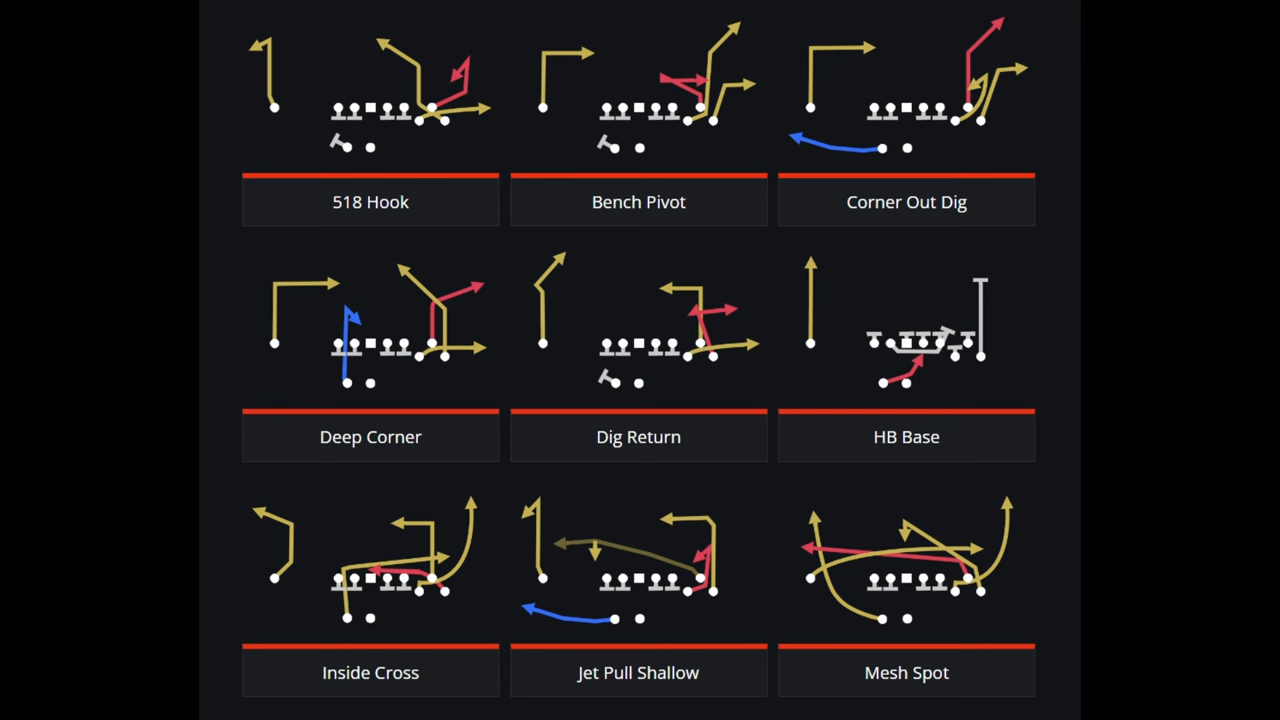 518 Hook
Bench Pivot
Corner Out Dig
Deep Corner
Dig Return
HB Base
Inside Cross
Jet Pull Shallow
Mesh Spot